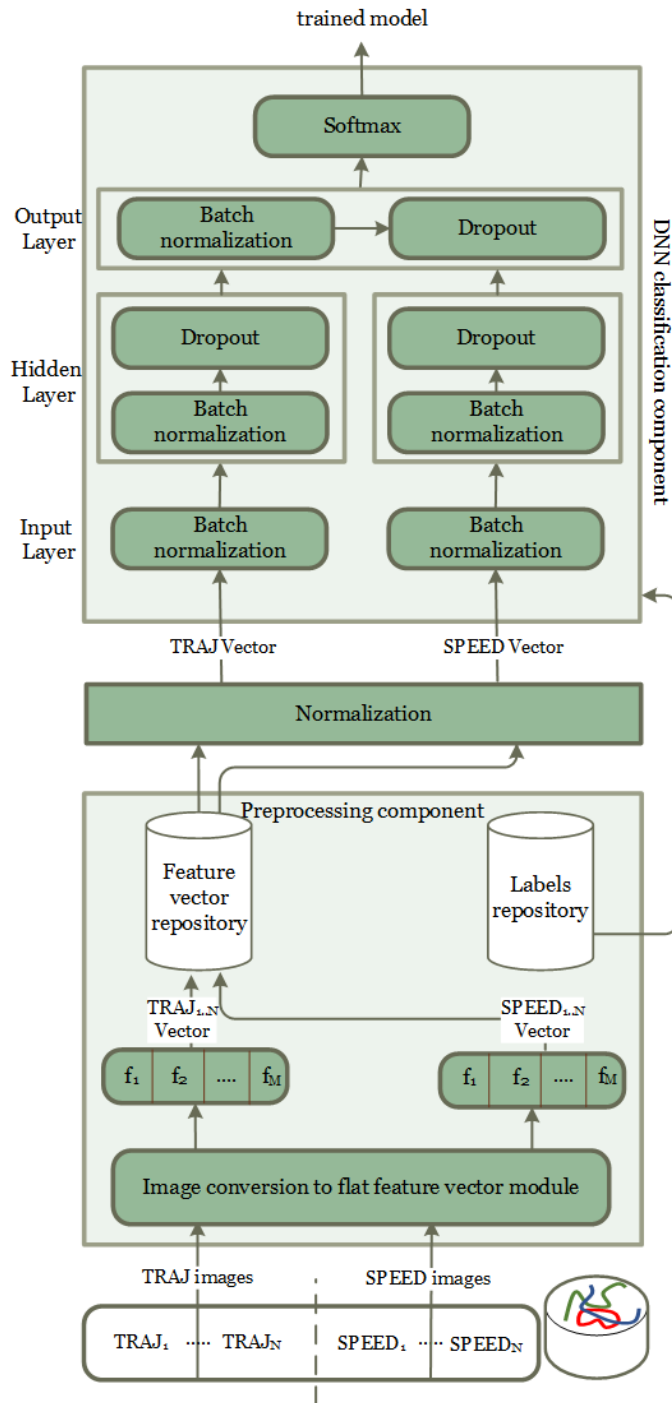 trained model
Softmax
Output
Layer
Batch
normalization
Dropout
Hidden
Layer
Dropout
Dropout
Batch
normalization
Batch
normalization
Input
Layer
Batch
normalization
Batch
normalization
DNN classification component
TRAJ Vector
SPEED Vector
Normalization
Preprocessing component
Feature
vector
repository
Labels
repository
TRAJ₁..N
Vector
SPEED₁..N
Vector
f₁ f₂ .... fM
f₁ f₂ .... fM
Image conversion to flat feature vector module
TRAJ images
SPEED images
TRAJ₁ ..... TRAJN
SPEED₁ ..... SPEEDN